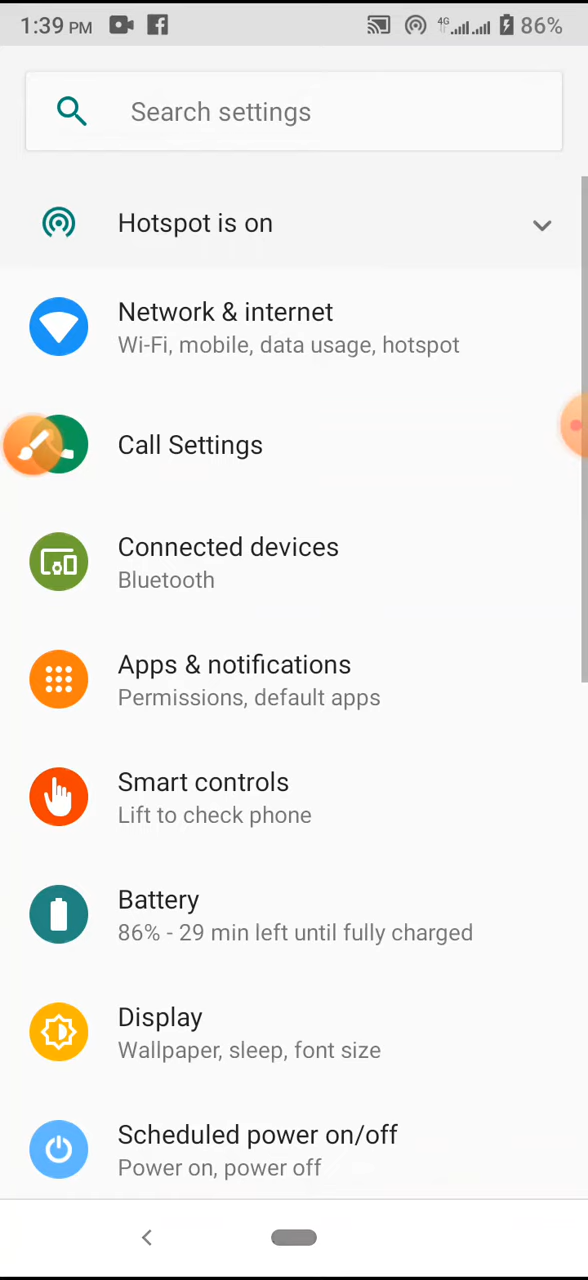 1:39 PM 4G 86%
Search settings
Hotspot is on
Network & internet
Wi-Fi, mobile, data usage, hotspot
Call Settings
Connected devices
Bluetooth
Apps & notifications
Permissions, default apps
Smart controls
Lift to check phone
Battery
86% - 29 min left until fully charged
Display
Wallpaper, sleep, font size
Scheduled power on/off
Power on, power off